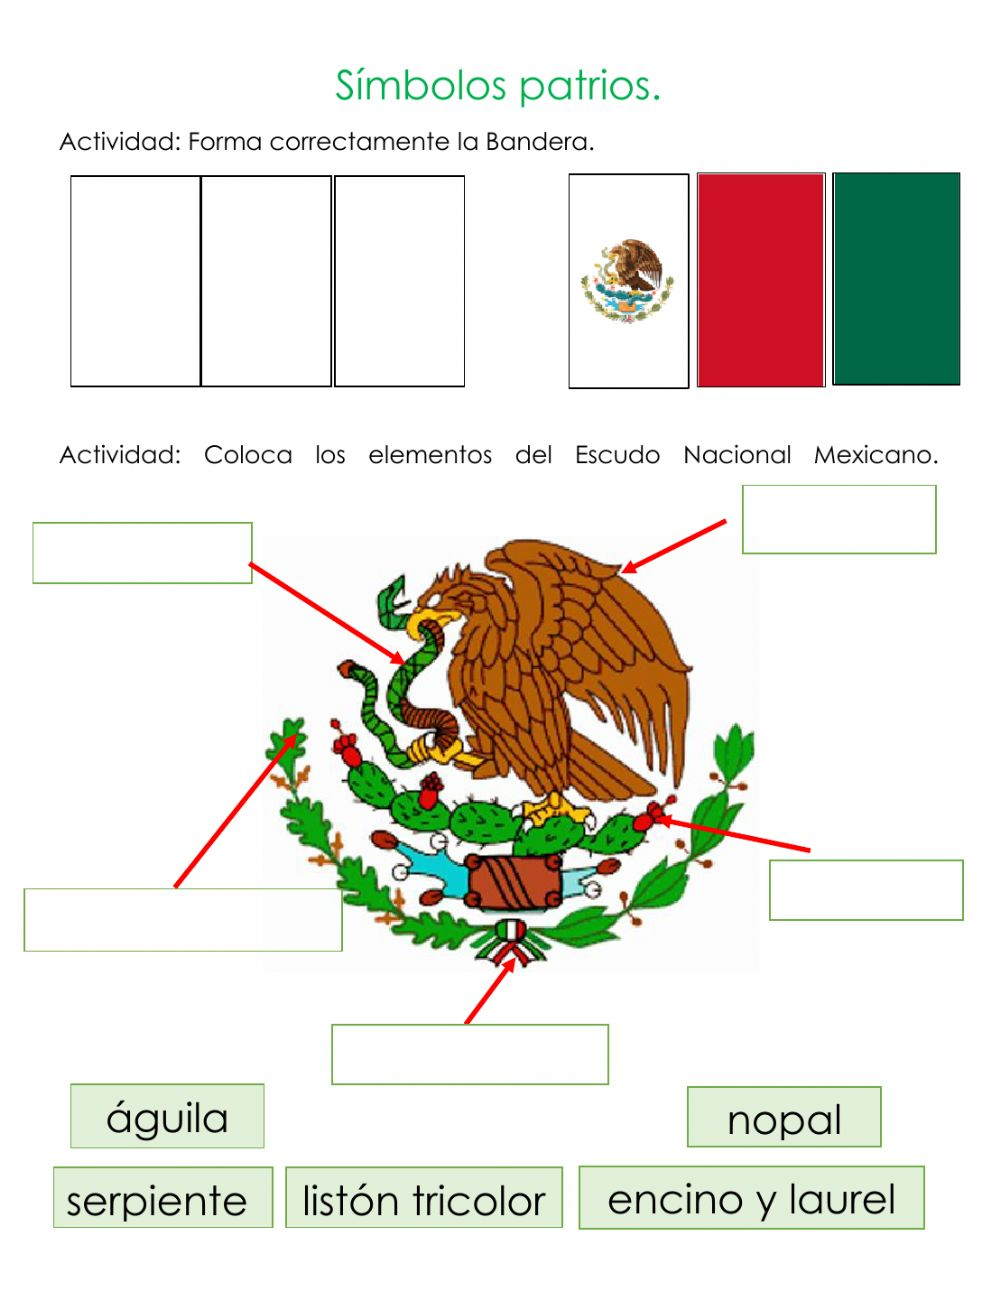 Símbolos patrios.
Actividad: Forma correctamente la Bandera.
Actividad: Coloca los elementos del Escudo Nacional Mexicano.
águila
nopal
serpiente
listón tricolor
encino y laurel